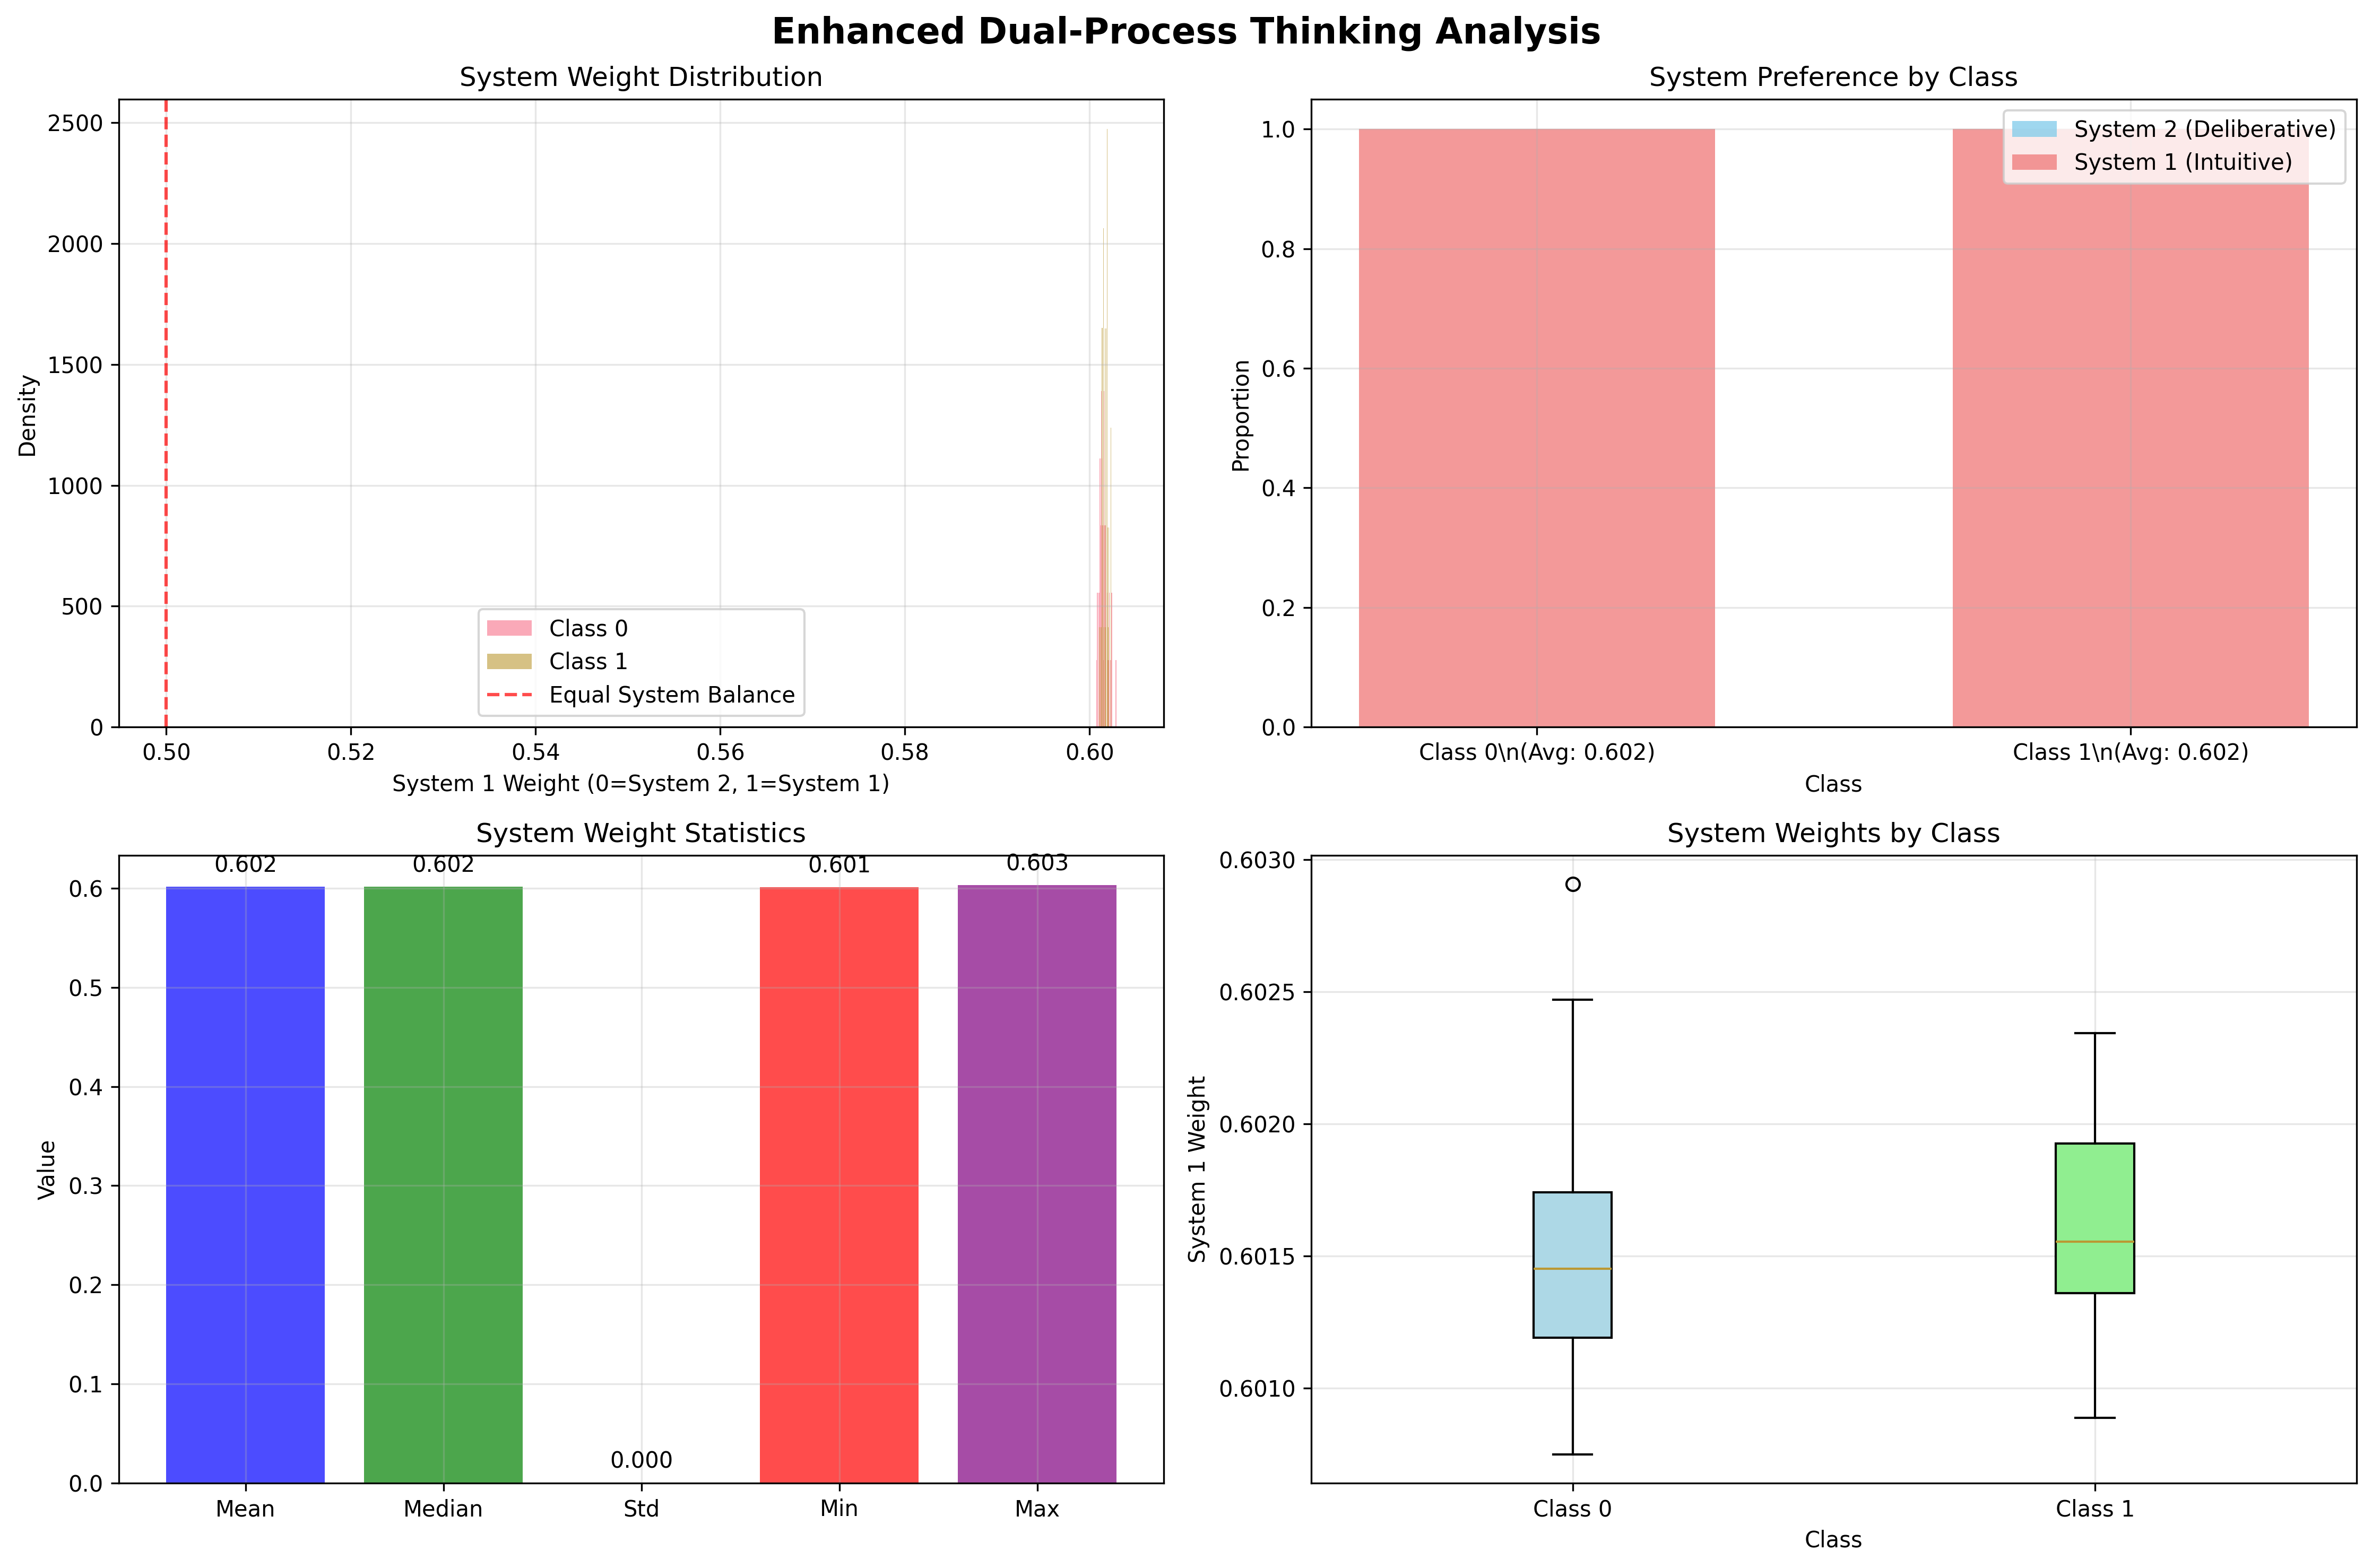 Enhanced Dual-Process Thinking Analysis
System Weight Distribution
2500
2000
1500
1000
500
0
Density
0.50
0.52
0.54
0.56
0.58
0.60
System 1 Weight (0=System 2, 1=System 1)
Class 0
Class 1
Equal System Balance
System Preference by Class
1.0
0.8
0.6
0.4
0.2
0.0
Proportion
System 2 (Deliberative)
System 1 (Intuitive)
Class 0\n(Avg: 0.602)
Class 1\n(Avg: 0.602)
Class
System Weight Statistics
0.602
0.602
0.000
0.601
0.603
0.6
0.5
0.4
0.3
0.2
0.1
0.0
Value
Mean
Median
Std
Min
Max
System Weights by Class
0.6030
0.6025
0.6020
0.6015
0.6010
System 1 Weight
Class 0
Class 1
Class